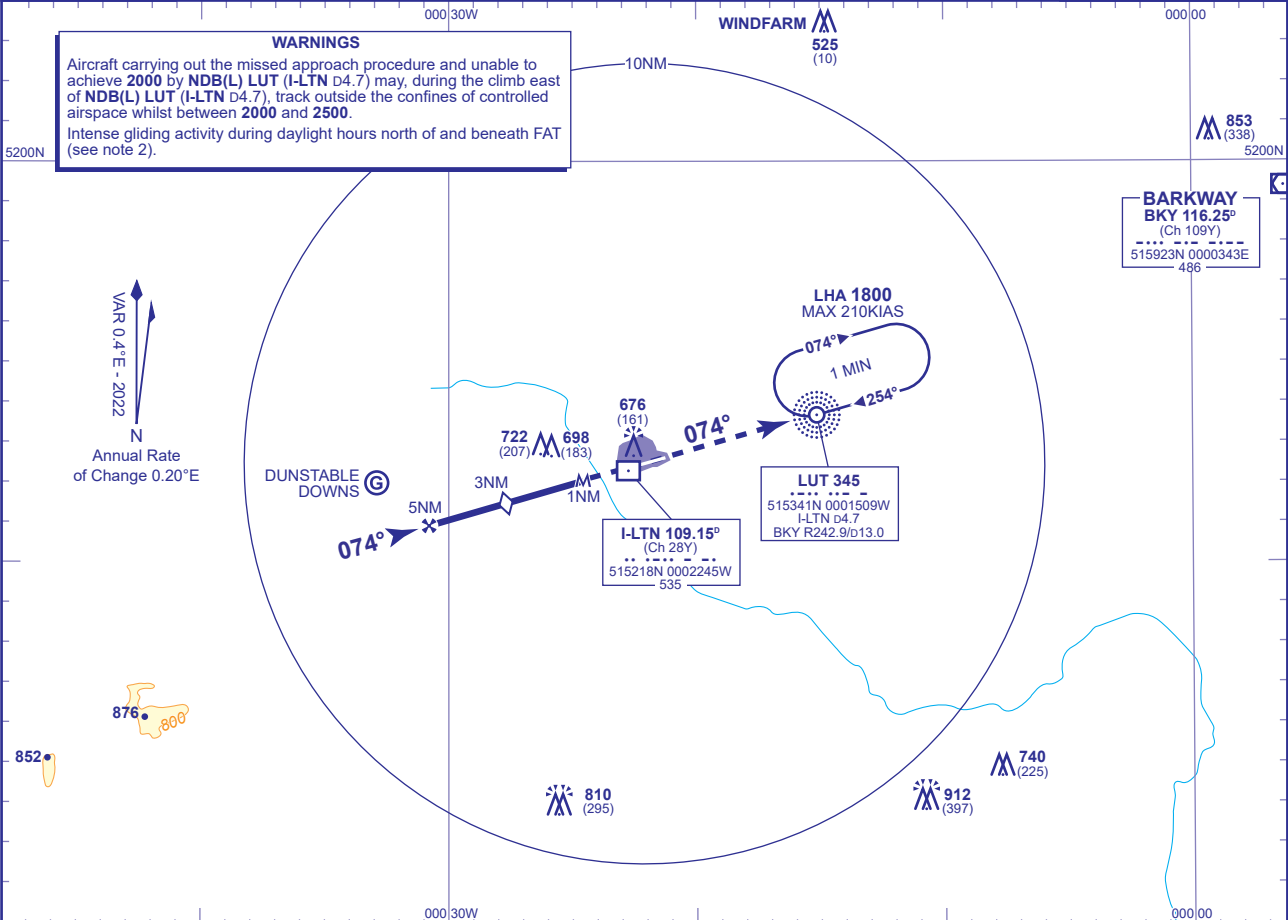 000 30W
000 00
WINDFARM
525
(10)
WARNINGS
Aircraft carrying out the missed approach procedure and unable to
achieve 2000 by NDB(L) LUT (I-LTN D4.7) may, during the climb east
of NDB(L) LUT (I-LTN D4.7), track outside the confines of controlled
airspace whilst between 2000 and 2500.
Intense gliding activity during daylight hours north of and beneath FAT
(see note 2).
10NM
853
(338)
5200N
5200N
BARKWAY
BKY 116.25D
(Ch 109Y)
515923N 0000343E
486
VAR 0.4°E - 2022
N
Annual Rate
of Change 0.20°E
LHA 1800
MAX 210KIAS
074°
1 MIN
254°
676
(161)
074°
722
(207)
698
(183)
DUNSTABLE
DOWNS
G
3NM
1NM
5NM
074°
LUT 345
515341N 0001509W
I-LTN D4.7
BKY R242.9/D13.0
I-LTN 109.15D
(Ch 28Y)
515218N 0002245W
535
876
800
852
810
(295)
740
(225)
912
(397)
000 30W
000 00